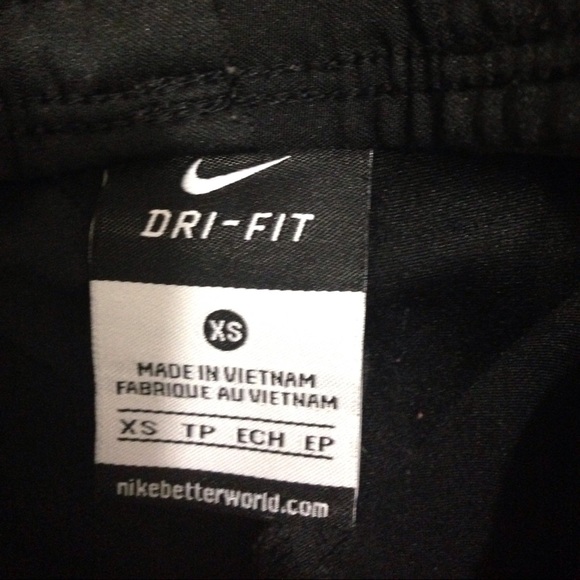 DRI-FIT
XS
MADE IN VIETNAM
FABRIQUE AU VIETNAM
XS TP ECH EP
nikebetterworld.com